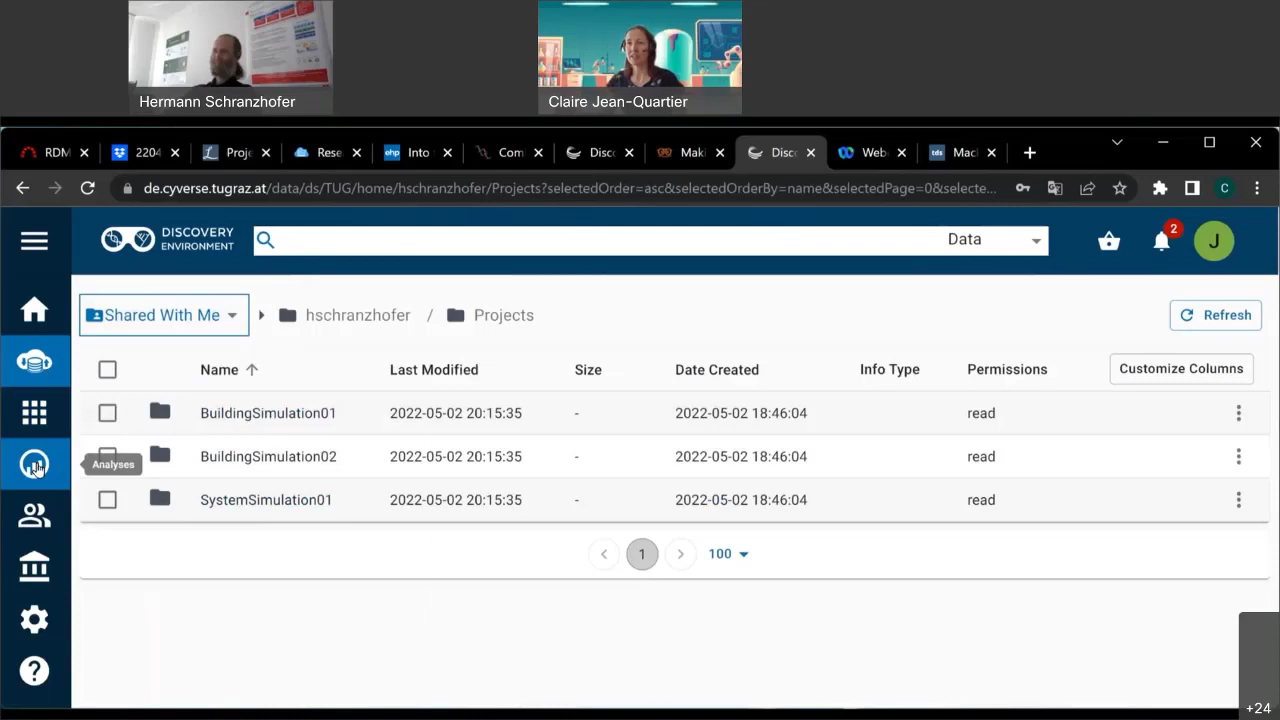 Hermann Schranzhofer
Claire Jean-Quartier
RDM
2204
Proje
Rese
ehp Into
Com
Disc
Maki
Disc
Web
tds Macl
de.cyverse.tugraz.at/data/ds/TUG/home/hschranzhofer/Projects?selectedOrder=asc&selectedOrderBy=name&selectedPage=0&selecte...
C
DISCOVERY
ENVIRONMENT
Data
2
J
Shared With Me
hschranzhofer / Projects
Refresh
Name Last Modified Size Date Created Info Type Permissions Customize Columns
BuildingSimulation01 2022-05-02 20:15:35 - 2022-05-02 18:46:04 read
Analyses
BuildingSimulation02 2022-05-02 20:15:35 - 2022-05-02 18:46:04 read
SystemSimulation01 2022-05-02 20:15:35 - 2022-05-02 18:46:04 read
1 100
+24